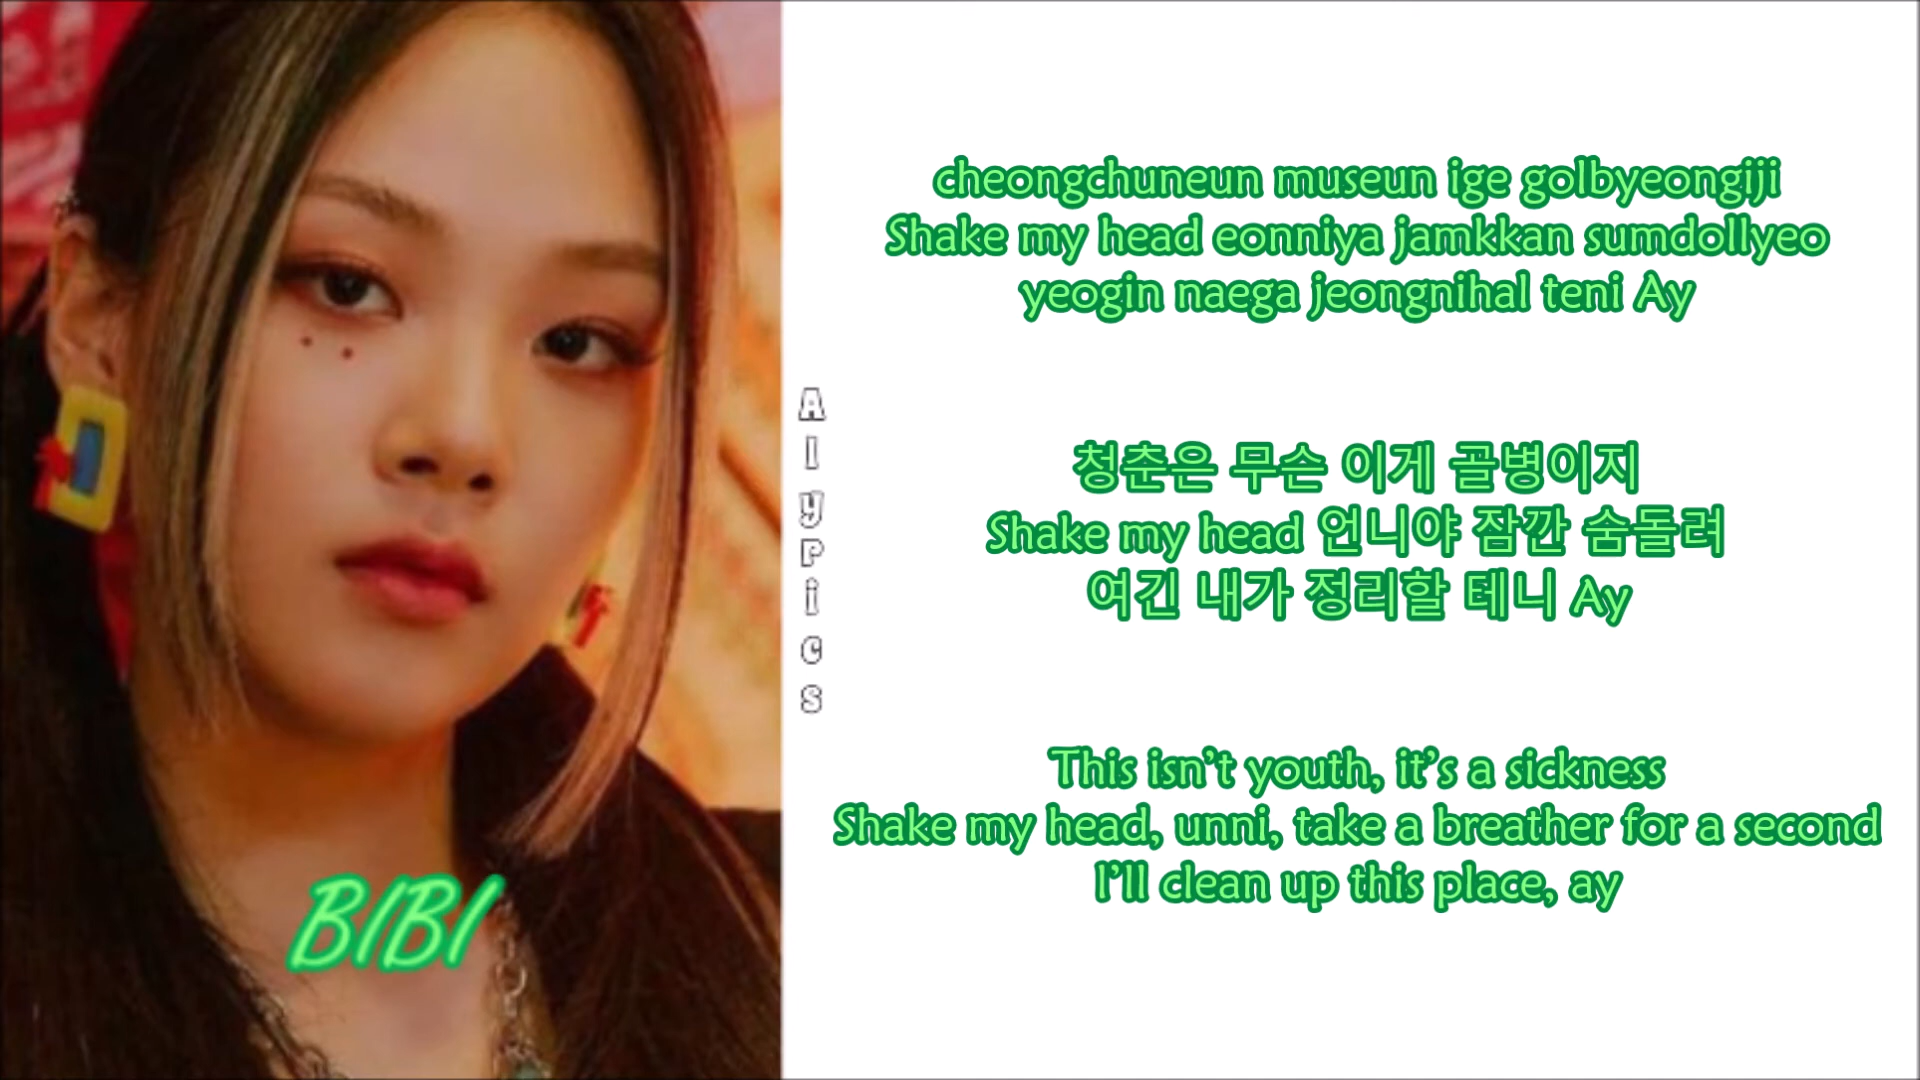 cheongchuneun museun ige golbyeongiji
Shake my head eonniya jamkkan sumdollyeo
yeogin naega jeongnihal teni Ay
청춘은 무슨 이게 골병이지
Shake my head 언니야 잠깐 숨돌려
여긴 내가 정리할 테니 Ay
This isn't youth, it's a sickness
Shake my head, unni, take a breather for a second
I'll clean up this place, ay
AlyPics
BIBI